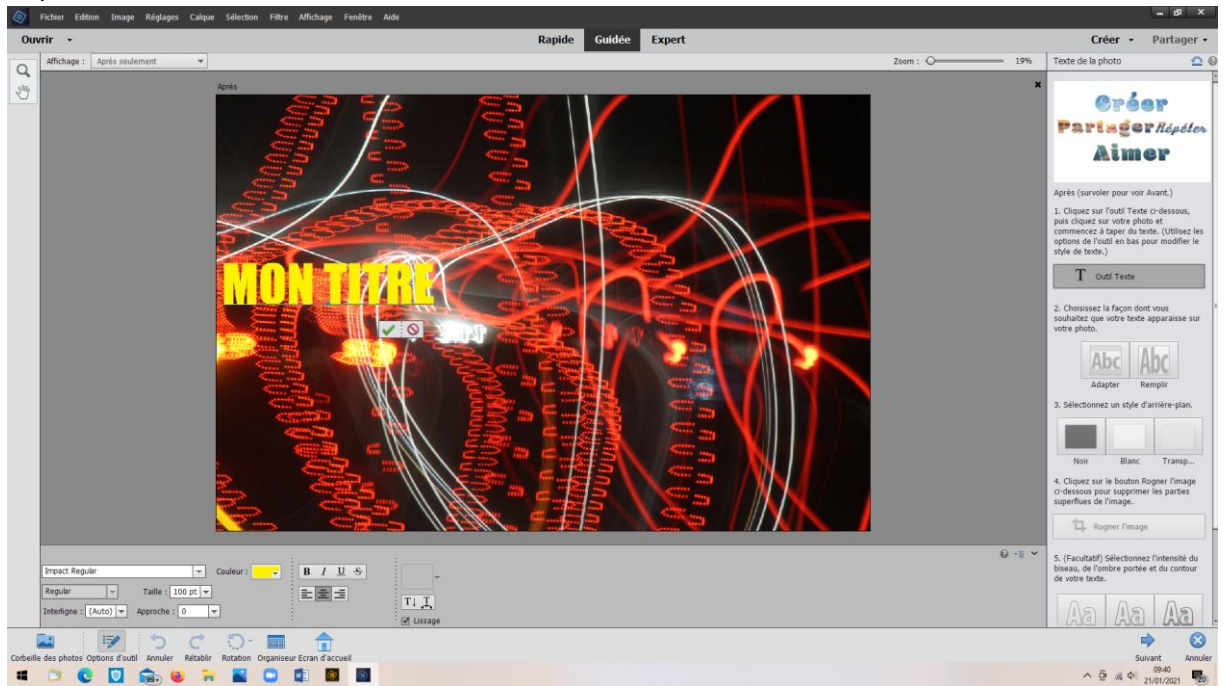 Fichier Edition Image Réglages Calque Sélection Filtre Affichage Fenêtre Aide
Ouvrir
Rapide Guidée Expert
Créer Partager
Affichage : Après seulement
Zoom : 19%
Texte de la photo
Après
Créer
Partager Répéter
Aimer
Après (survoler pour voir Avant.)
1. Cliquez sur l'outil Texte ci-dessous,
puis cliquez sur votre photo et
commencez à taper du texte. (Utilisez les
options de l'outil en bas pour modifier le
style de texte.)
T Outil Texte
MON TITRE
2. Choisissez la façon dont vous
souhaitez que votre texte apparaisse sur
votre photo.
Abc Abc
Adapter Remplir
3. Sélectionnez un style d'arrière-plan.
Noir Blanc Transp...
4. Cliquez sur le bouton Rogner l'image
ci-dessous pour supprimer les parties
superflues de l'image.
Rogner l'image
5. (Facultatif) Sélectionnez l'intensité du
biseau, de l'ombre portée et du contour
de votre texte.
Aa Aa Aa
Impact Regular
Couleur :
B I U S
Regular
Taille : 100 pt
Interligne : (Auto) Approche : 0
Lissage
Corbeille des photos Options d'outil Annuler Rétablir Rotation Organiseur Ecran d'accueil
Suivant Annuler
99+
09:40
21/01/2021
20